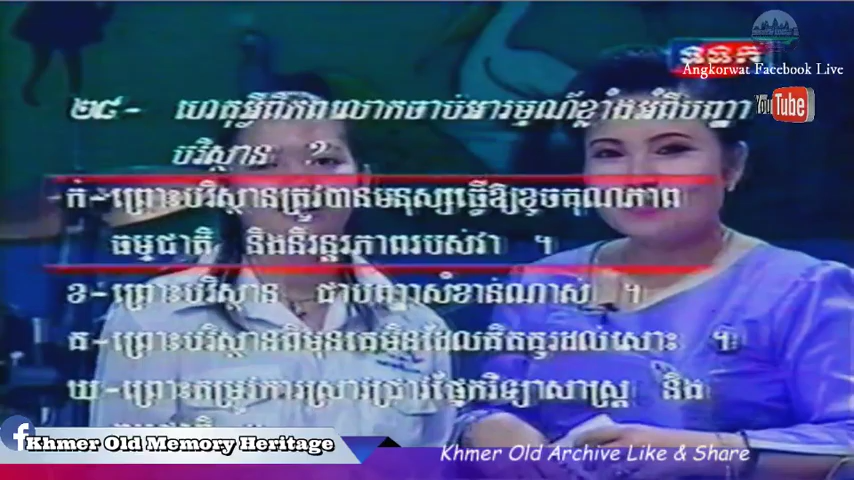 ទទក
Angkorwat Facebook Live
YouTube
២៨- ហេតុអ្វីពិភពលោកចាប់អារម្មណ៍ខ្លាំងអំពីបញ្ហា
បរិស្ថាន ?
ក-ព្រោះបរិស្ថានត្រូវបានមនុស្សធ្វើឱ្យខូចគុណភាព
ធម្មជាតិ និងនិរន្តរភាពរបស់វា ។
ខ-ព្រោះបរិស្ថាន ជាបញ្ហាសំខាន់ណាស់ ។
គ-ព្រោះបរិស្ថានពីមុនគេមិនដែលគិតគូរដល់សោះ ។
ឃ-ព្រោះតម្រូវការស្រាវជ្រាវផ្នែកវិទ្យាសាស្ត្រ និង
Khmer Old Memory Heritage
Khmer Old Archive Like & Share